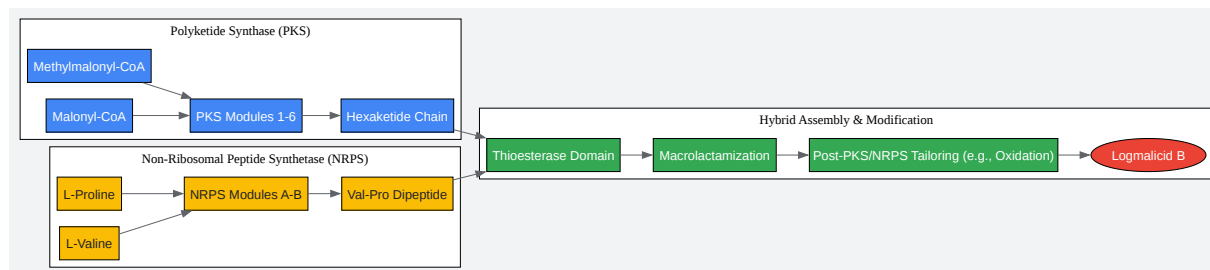 Polyketide Synthase (PKS)
Methylmalonyl-CoA
Malonyl-CoA
PKS Modules 1-6
Hexaketide Chain
Non-Ribosomal Peptide Synthetase (NRPS)
L-Proline
NRPS Modules A-B
Val-Pro Dipeptide
L-Valine
Hybrid Assembly & Modification
Thioesterase Domain
Macrolactamization
Post-PKS/NRPS Tailoring (e.g., Oxidation)
Logmalicid B